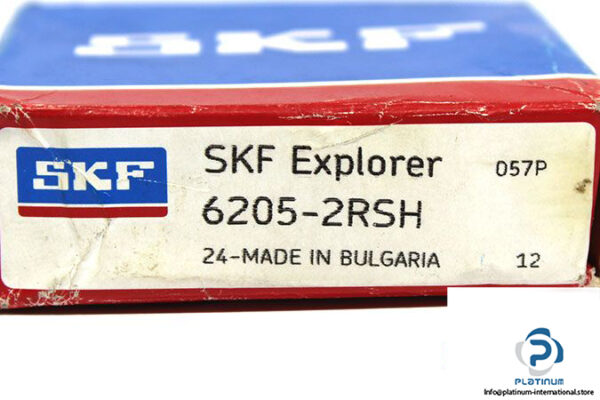 SKF
SKF
SKF Explorer
057P
6205-2RSH
24-MADE IN BULGARIA
12
PLATINUM
Info@platinum-international.store